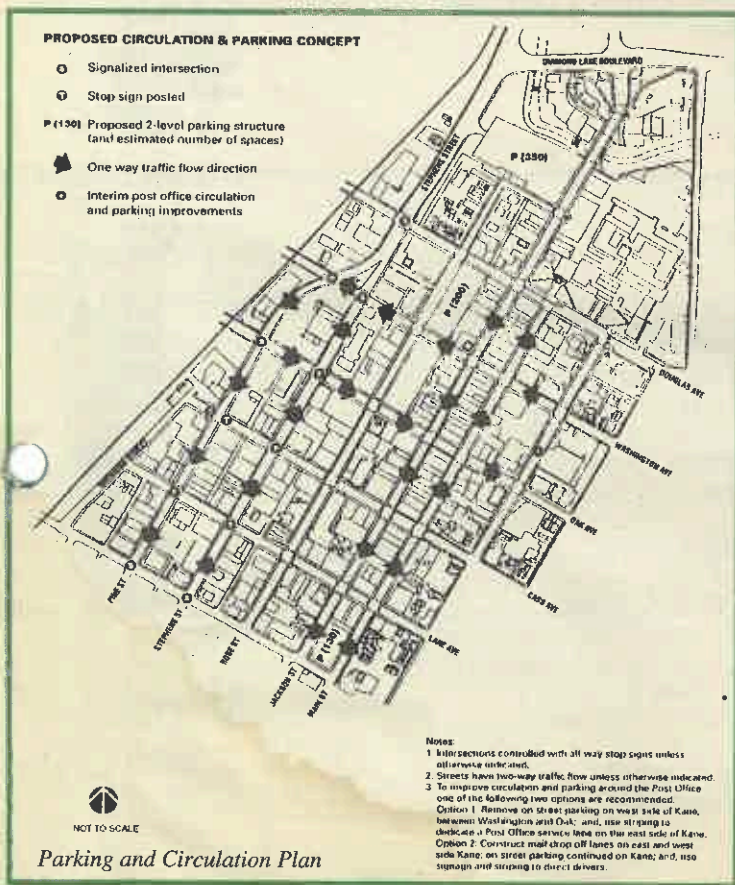 PROPOSED CIRCULATION & PARKING CONCEPT
Signalized intersection
Stop sign posted
P (130) Proposed 2-level parking structure
(and estimated number of spaces)
One way traffic flow direction
Interim post office circulation
and parking improvements
DIAMOND LANE BOULEVARD
STEPHENS STREET
P (350)
P (200)
DOUGLAS AVE
WASHINGTON AVE
OAK AVE
CASS AVE
LANE AVE
PINE ST
STEPHENS ST
ROSE ST
JACKSON ST
MAIN ST
P (130)
Notes:
1 Intersections controlled with all way stop signs unless
otherwise indicated.
2. Streets have two-way traffic flow unless otherwise indicated.
3 To improve circulation and parking around the Post Office
one of the following two options are recommended.
Option 1 Remove on street parking on west side of Kane,
between Washington and Oak; and, use striping to
dedicate a Post Office service lane on the east side of Kane.
Option 2: Construct mail drop off lanes on east and west
side Kane; on street parking continued on Kane; and, use
signage and striping to direct drivers.
NOT TO SCALE
Parking and Circulation Plan